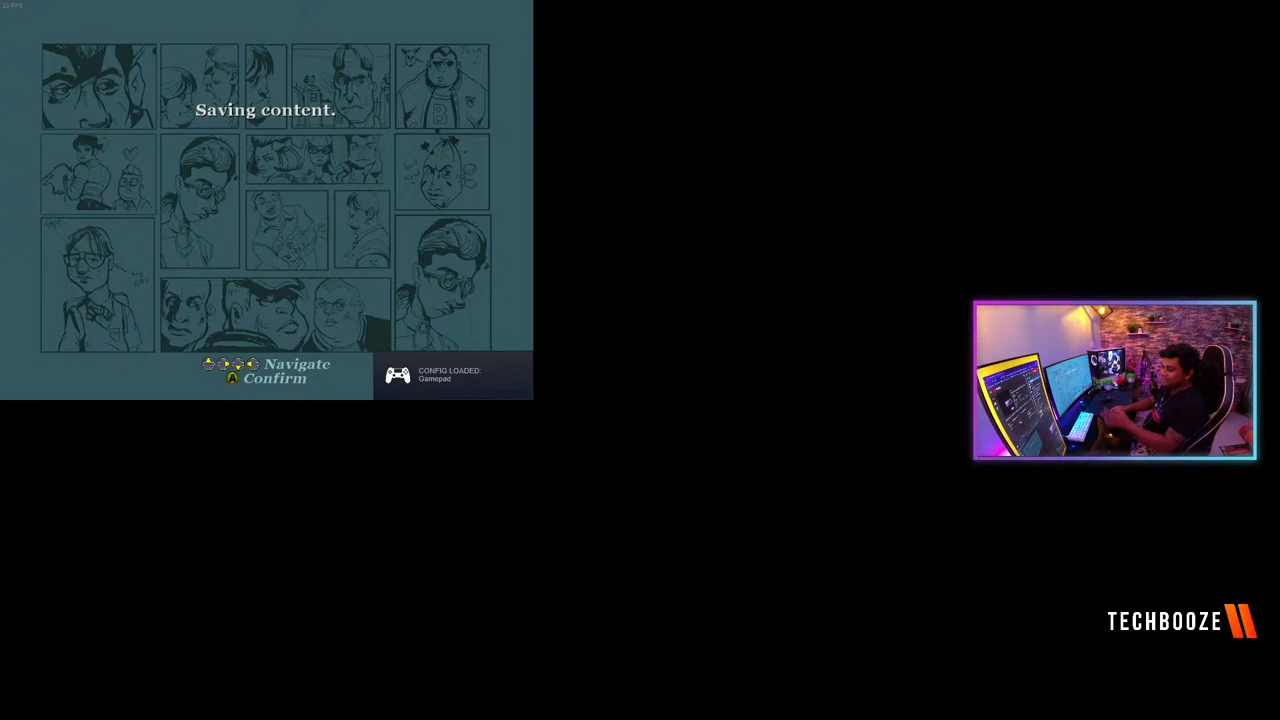 Saving content.
Navigate
A Confirm
CONFIG LOADED:
Gamepad
B
TECHBOOZE